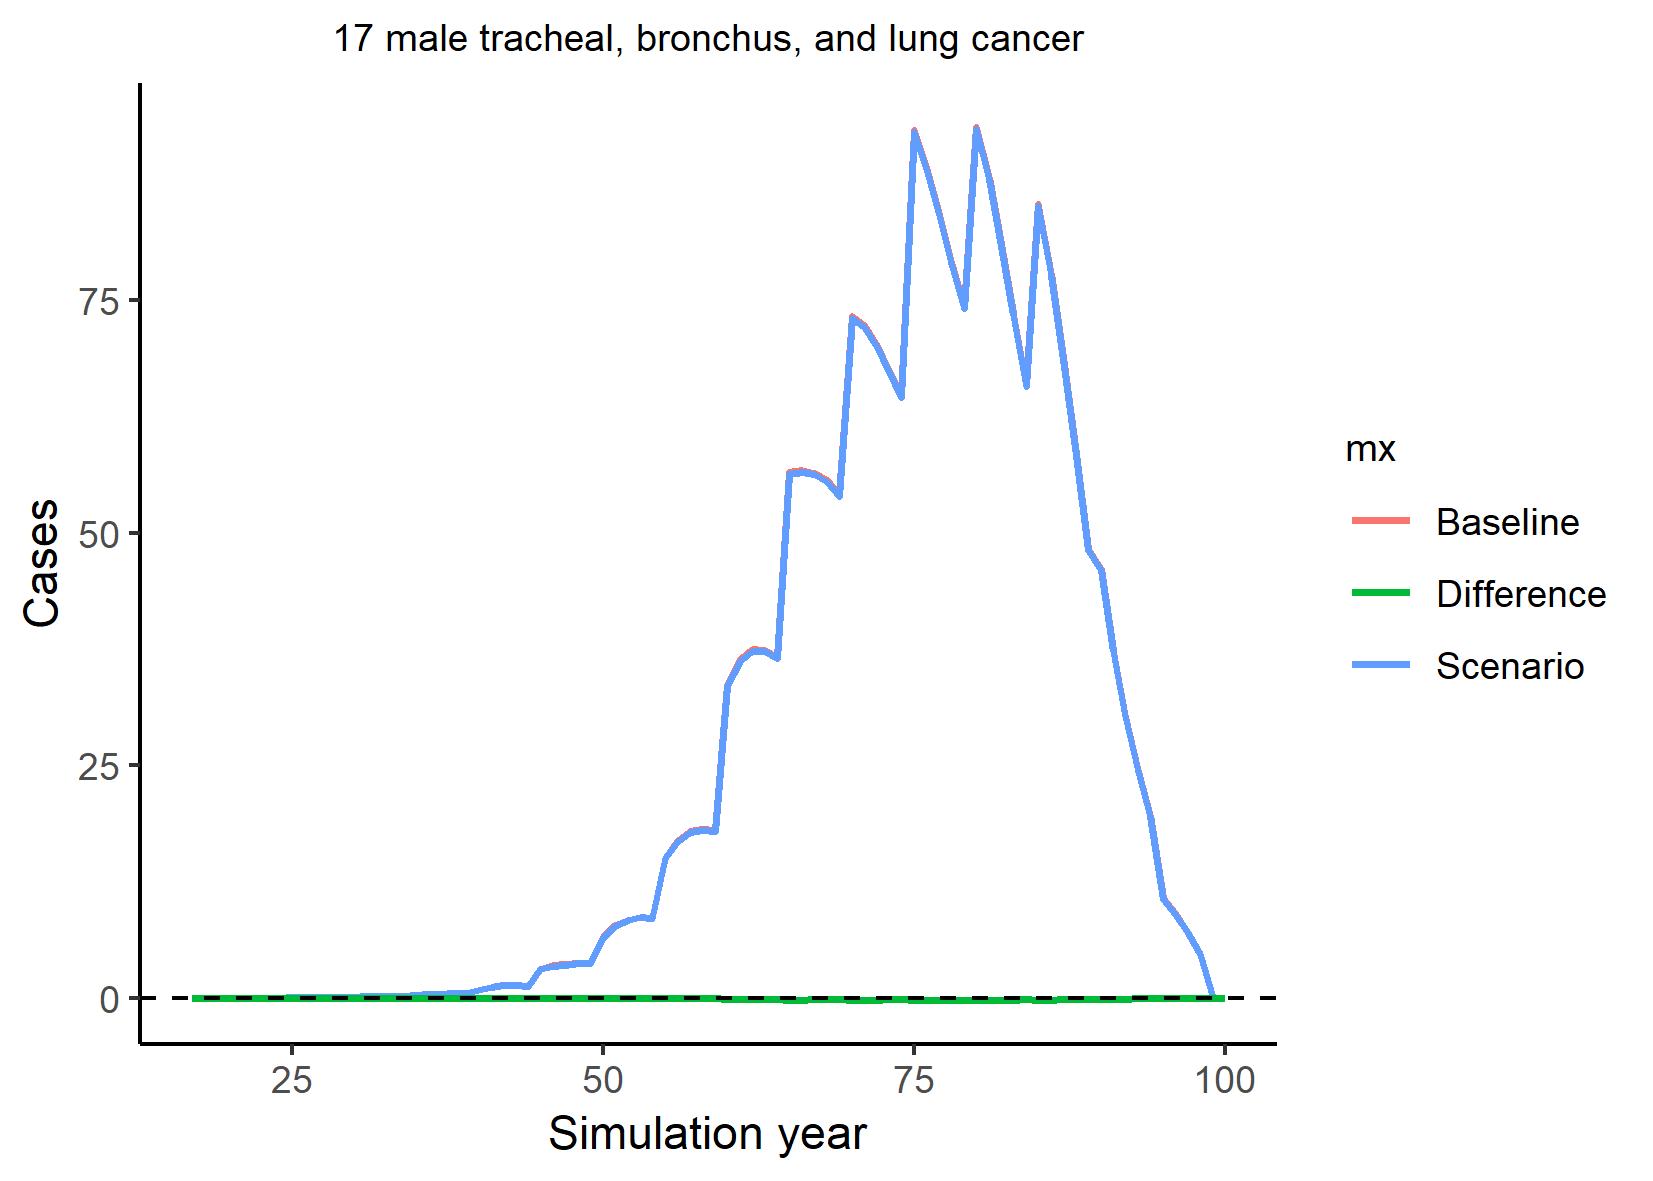 17 male tracheal, bronchus, and lung cancer
Cases
75
50
25
0
25 50 75 100
Simulation year
mx
Baseline
Difference
Scenario